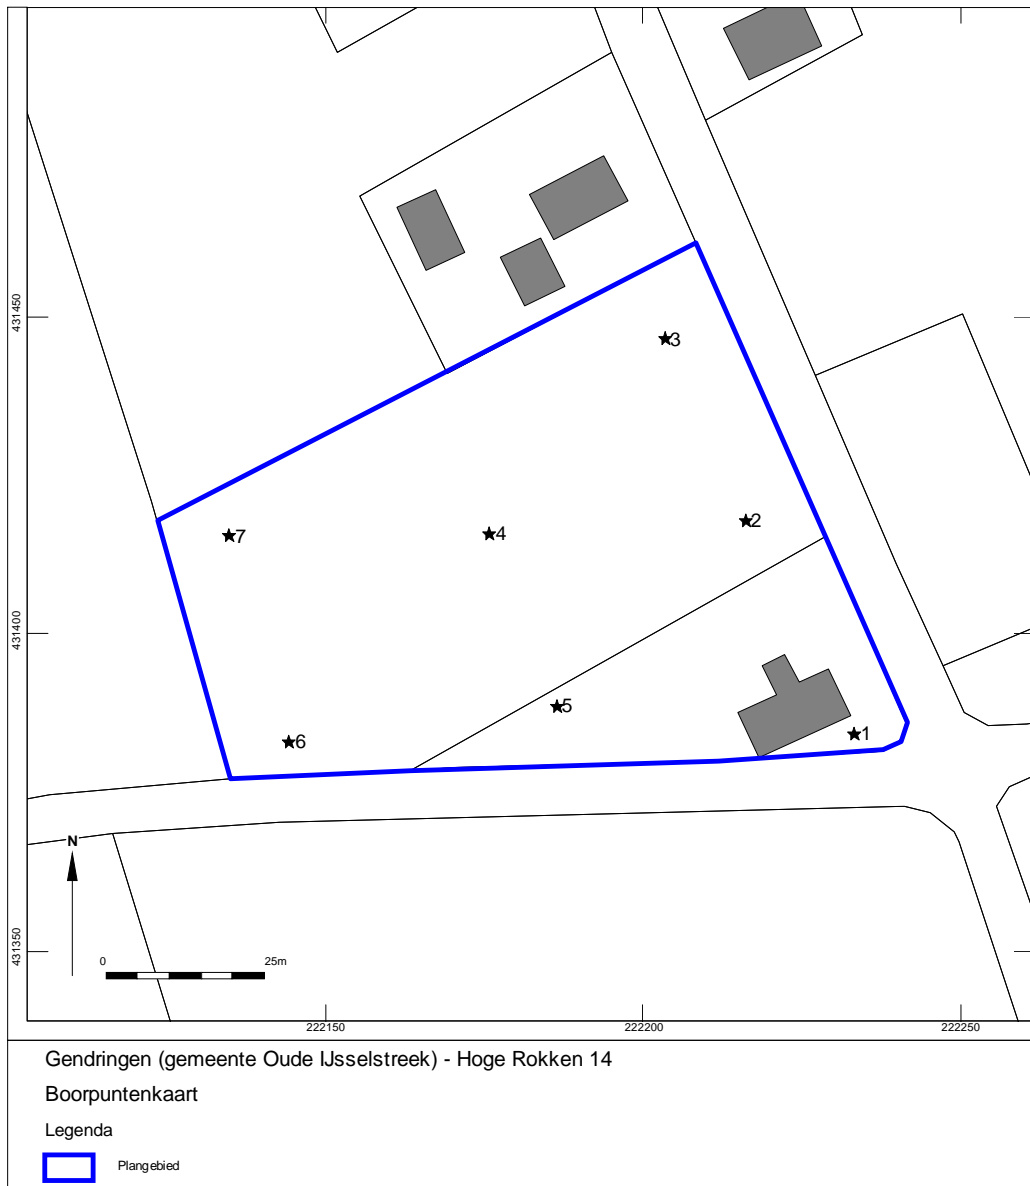 431450
3
7
4
2
431400
5
6
1
N
431350
0
25m
222150
222200
222250
Gendringen (gemeente Oude IJsselstreek) - Hoge Rokken 14
Boorpuntenkaart
Legenda
Plangebied